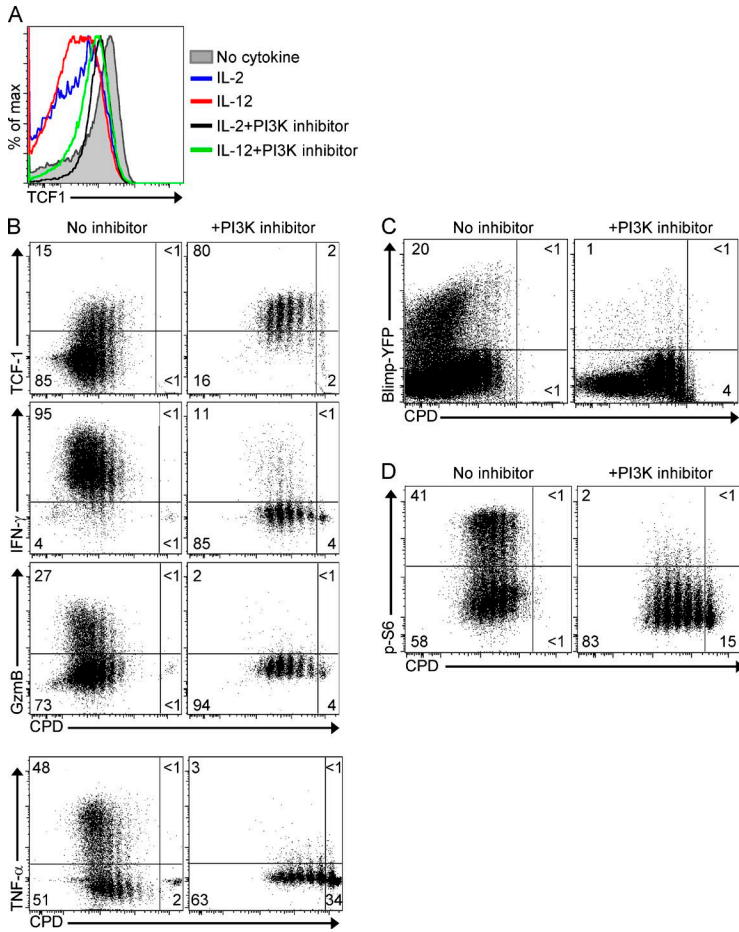 A
% of max
TCF1
No cytokine
IL-2
IL-12
IL-2+PI3K inhibitor
IL-12+PI3K inhibitor
B
No inhibitor
+PI3K inhibitor
TCF-1
15
<1
85
<1
80
2
16
2
IFN-γ
95
<1
4
<1
11
<1
85
4
GzmB
27
<1
73
<1
2
<1
94
4
CPD
TNF-α
48
<1
51
2
3
<1
63
34
CPD
C
No inhibitor
+PI3K inhibitor
Blimp-YFP
20
<1
<1
1
<1
4
CPD
D
No inhibitor
+PI3K inhibitor
p-S6
41
<1
58
<1
2
<1
83
15
CPD